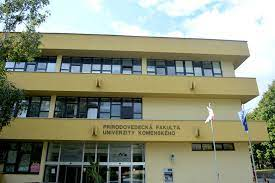 PRÍRODOVEDECKÁ FAKULTA
UNIVERZITY KOMENSKÉHO